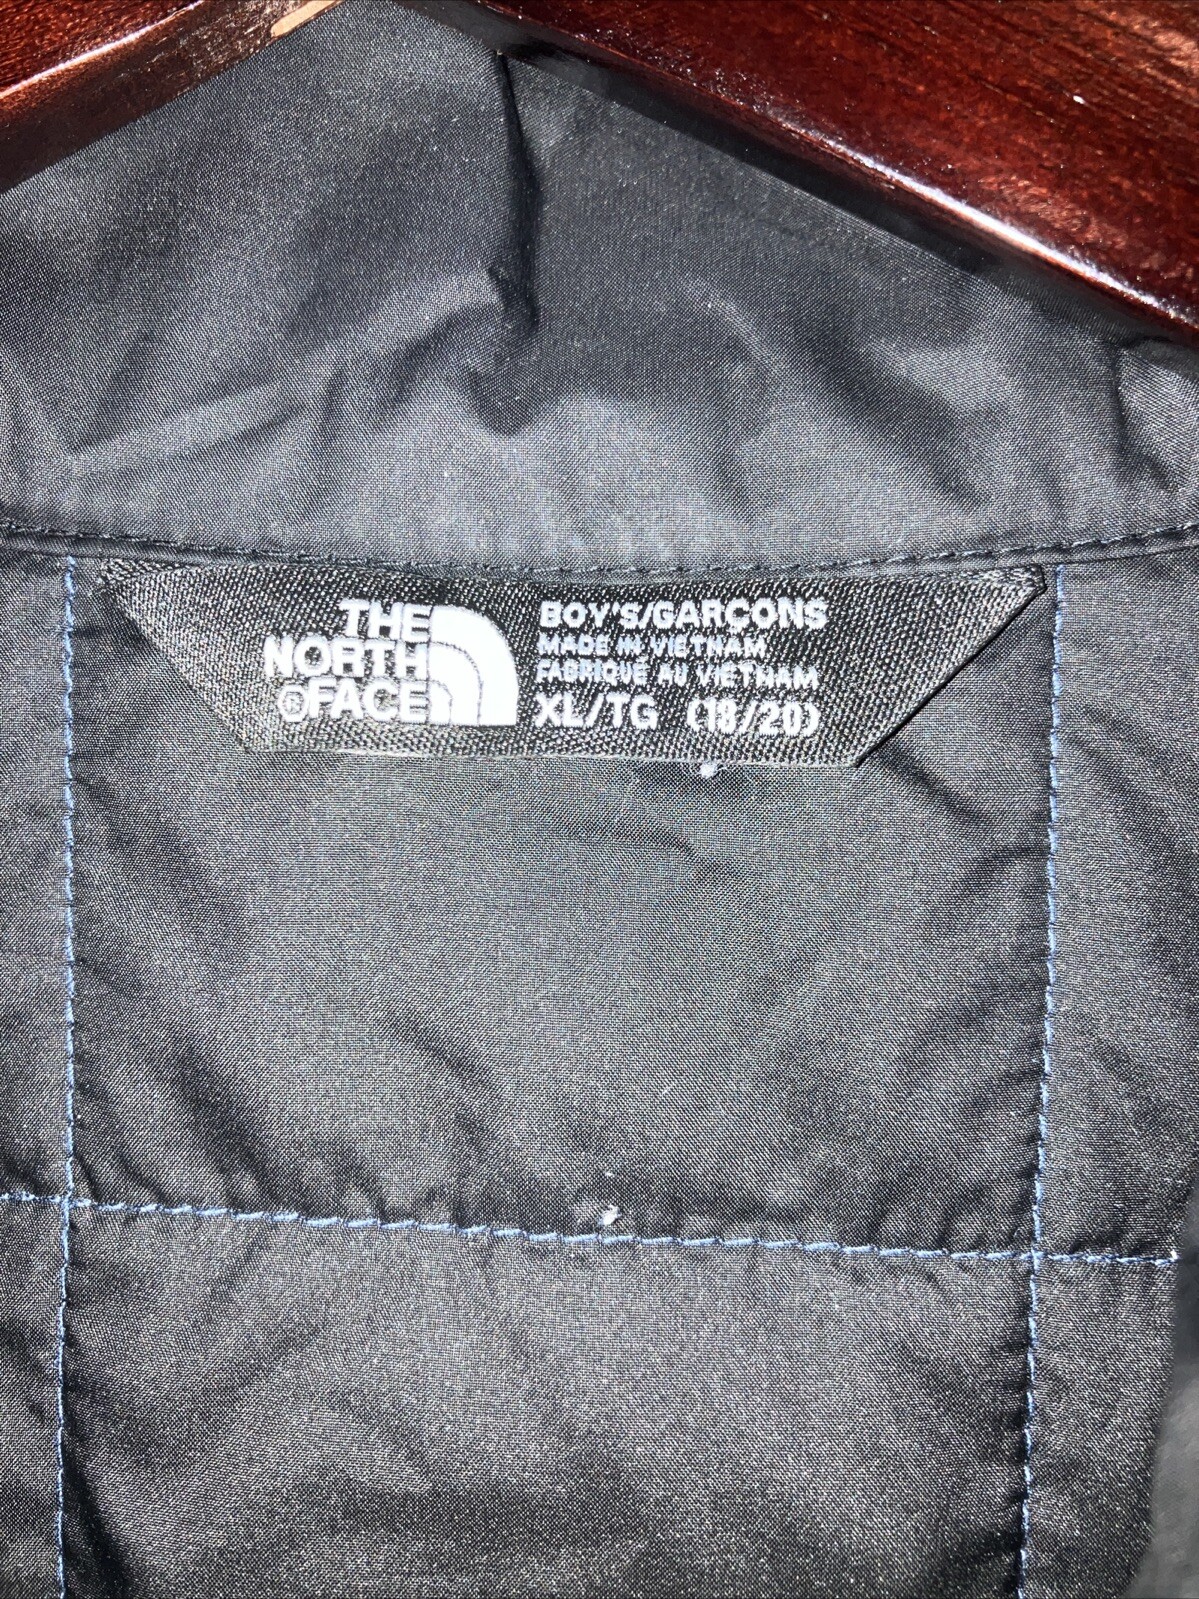 THE
NORTH
®FACE
BOY'S/GARÇONS
MADE IN VIETNAM
FABRIQUÉ AU VIETNAM
XL/TG (18/20)